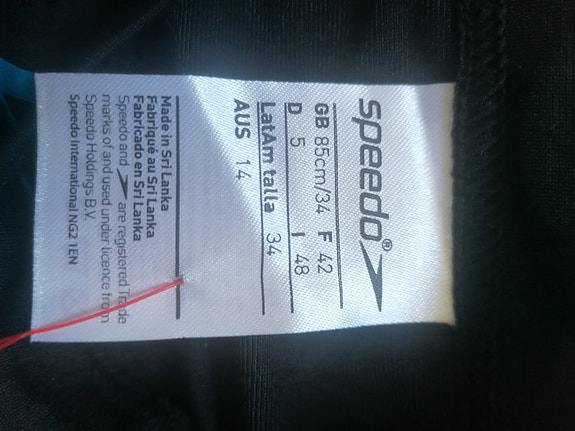 speedo®
GB 85cm/34 F 42
D 5 I 48
LatAm talla 34
AUS 14
Made in Sri Lanka
Fabriqué au Sri Lanka
Fabricado en Sri Lanka
Speedo and are registered Trade
marks of and used under licence from
Speedo Holdings B.V.
Speedo International NG2 1EN